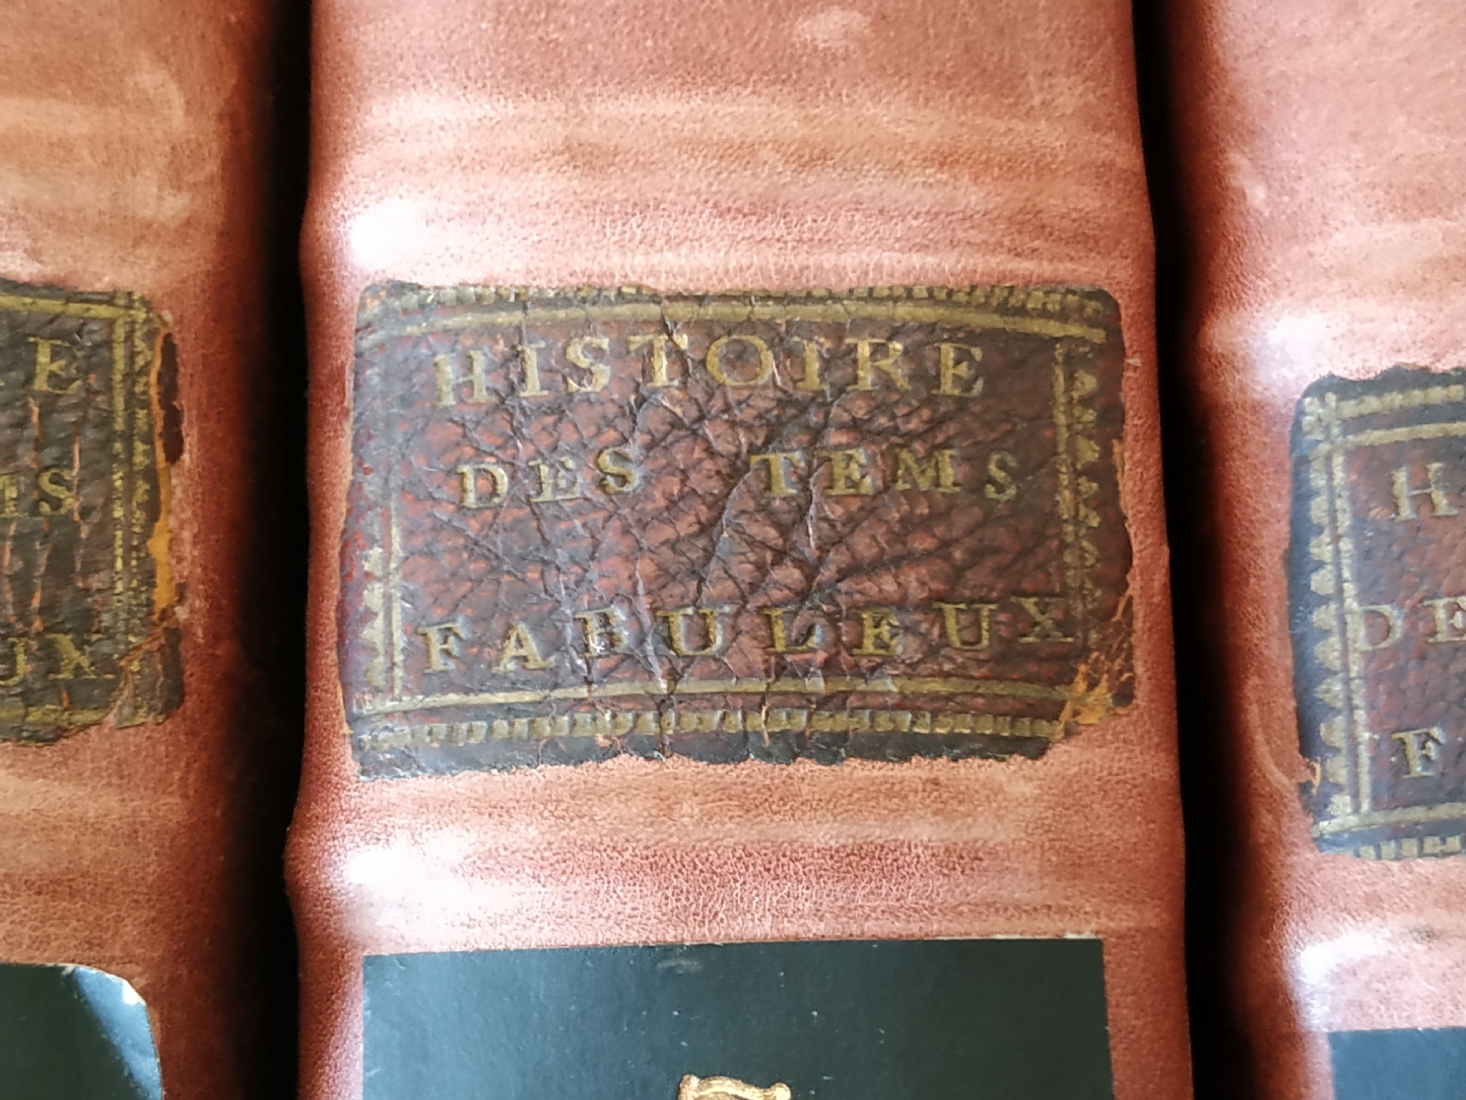 HISTOIRE
DES TEMS
FABULEUX